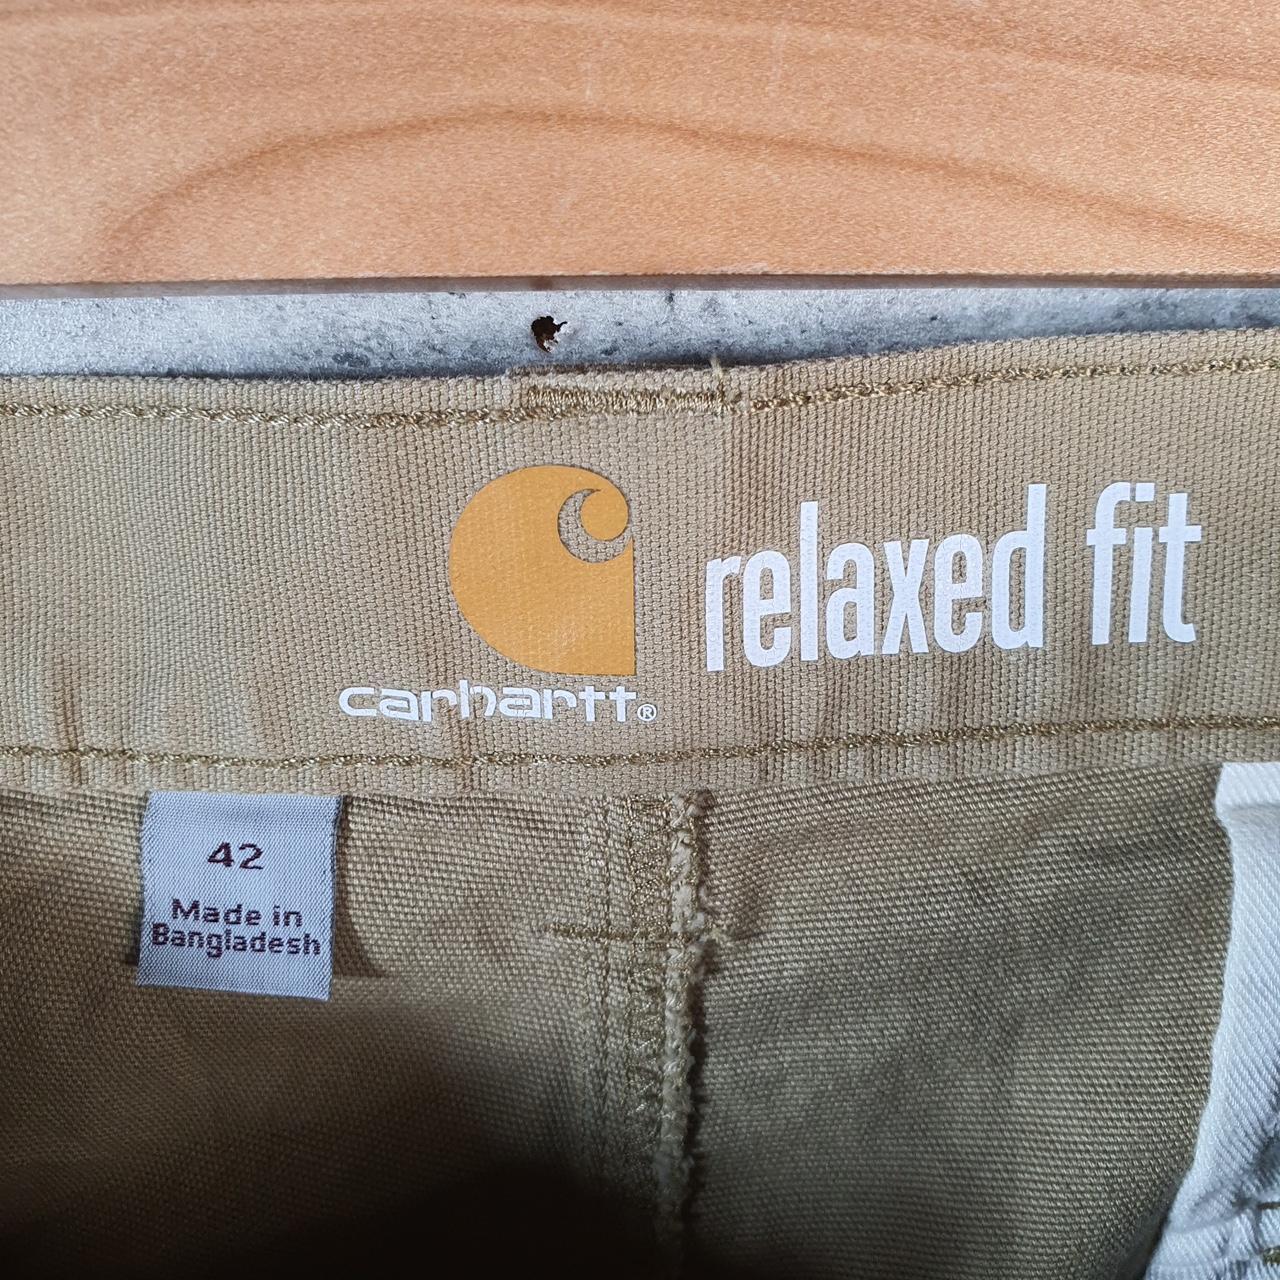 relaxed fit
carhartt®
42
Made in
Bangladesh